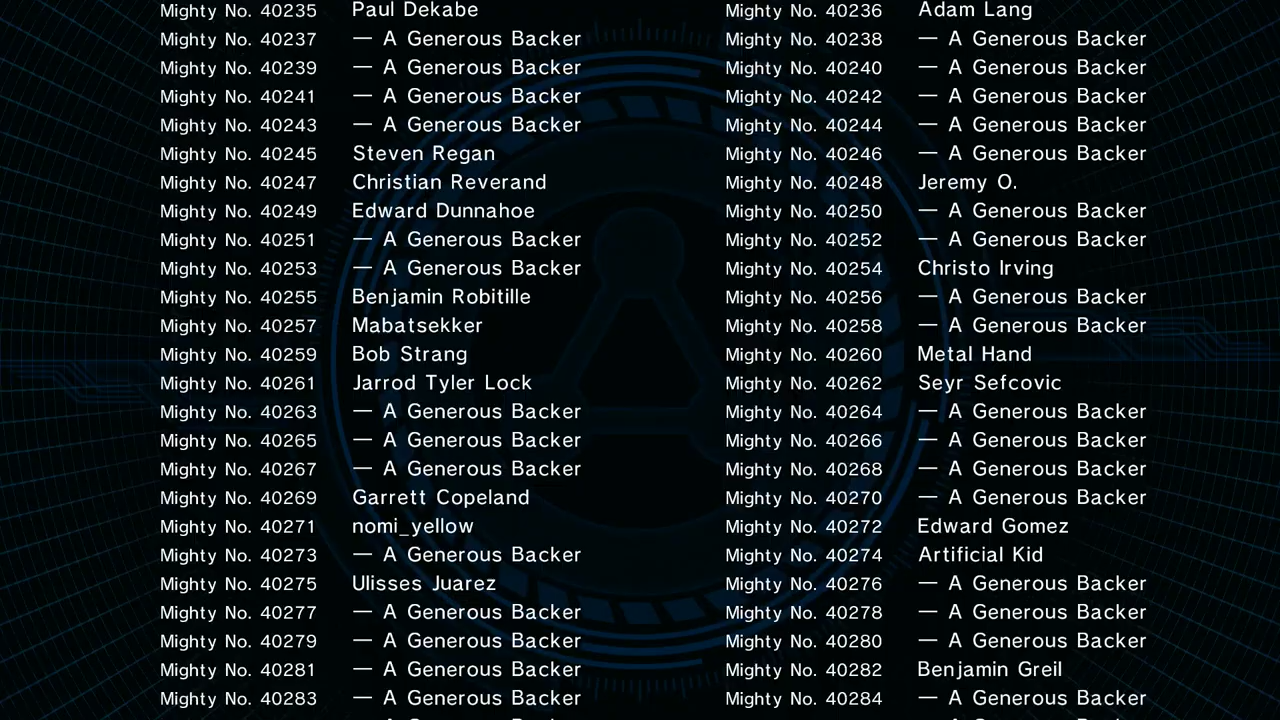 Mighty No. 40235 Paul Dekabe Mighty No. 40236 Adam Lang
Mighty No. 40237 — A Generous Backer Mighty No. 40238 — A Generous Backer
Mighty No. 40239 — A Generous Backer Mighty No. 40240 — A Generous Backer
Mighty No. 40241 — A Generous Backer Mighty No. 40242 — A Generous Backer
Mighty No. 40243 — A Generous Backer Mighty No. 40244 — A Generous Backer
Mighty No. 40245 Steven Regan Mighty No. 40246 — A Generous Backer
Mighty No. 40247 Christian Reverand Mighty No. 40248 Jeremy O.
Mighty No. 40249 Edward Dunnahoe Mighty No. 40250 — A Generous Backer
Mighty No. 40251 — A Generous Backer Mighty No. 40252 — A Generous Backer
Mighty No. 40253 — A Generous Backer Mighty No. 40254 Christo Irving
Mighty No. 40255 Benjamin Robitille Mighty No. 40256 — A Generous Backer
Mighty No. 40257 Mabatsekker Mighty No. 40258 — A Generous Backer
Mighty No. 40259 Bob Strang Mighty No. 40260 Metal Hand
Mighty No. 40261 Jarrod Tyler Lock Mighty No. 40262 Seyr Sefcovic
Mighty No. 40263 — A Generous Backer Mighty No. 40264 — A Generous Backer
Mighty No. 40265 — A Generous Backer Mighty No. 40266 — A Generous Backer
Mighty No. 40267 — A Generous Backer Mighty No. 40268 — A Generous Backer
Mighty No. 40269 Garrett Copeland Mighty No. 40270 — A Generous Backer
Mighty No. 40271 nomi_yellow Mighty No. 40272 Edward Gomez
Mighty No. 40273 — A Generous Backer Mighty No. 40274 Artificial Kid
Mighty No. 40275 Ulisses Juarez Mighty No. 40276 — A Generous Backer
Mighty No. 40277 — A Generous Backer Mighty No. 40278 — A Generous Backer
Mighty No. 40279 — A Generous Backer Mighty No. 40280 — A Generous Backer
Mighty No. 40281 — A Generous Backer Mighty No. 40282 Benjamin Greil
Mighty No. 40283 — A Generous Backer Mighty No. 40284 — A Generous Backer